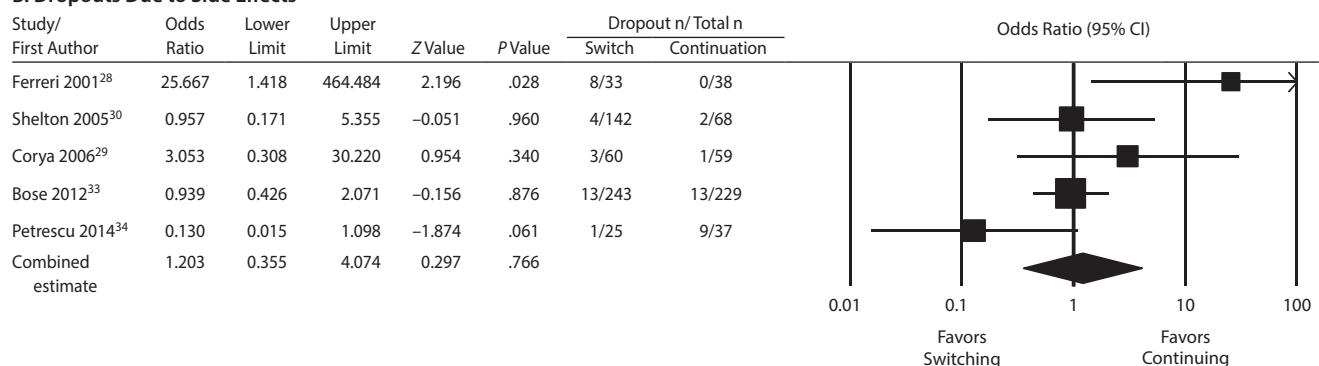 B. Dropouts Due to Side Effects
Study/ Odds Lower Upper Dropout n/ Total n Odds Ratio (95% CI)
First Author Ratio Limit Limit Z Value P Value Switch Continuation
Ferreri 2001²⁸ 25.667 1.418 464.484 2.196 .028 8/33 0/38
Shelton 2005³⁰ 0.957 0.171 5.355 –0.051 .960 4/142 2/68
Corya 2006²⁹ 3.053 0.308 30.220 0.954 .340 3/60 1/59
Bose 2012³³ 0.939 0.426 2.071 –0.156 .876 13/243 13/229
Petrescu 2014³⁴ 0.130 0.015 1.098 –1.874 .061 1/25 9/37
Combined 1.203 0.355 4.074 0.297 .766
estimate
0.01 0.1 1 10 100
Favors Favors
Switching Continuing